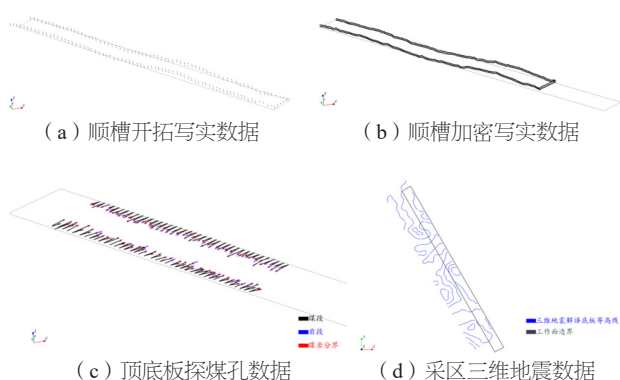 （a）顺槽开拓写实数据
（b）顺槽加密写实数据
煤段
岩段
煤岩分界
三维地震解体底板等高线
工作面边界
（c）顶底板探煤孔数据
（d）采区三维地震数据